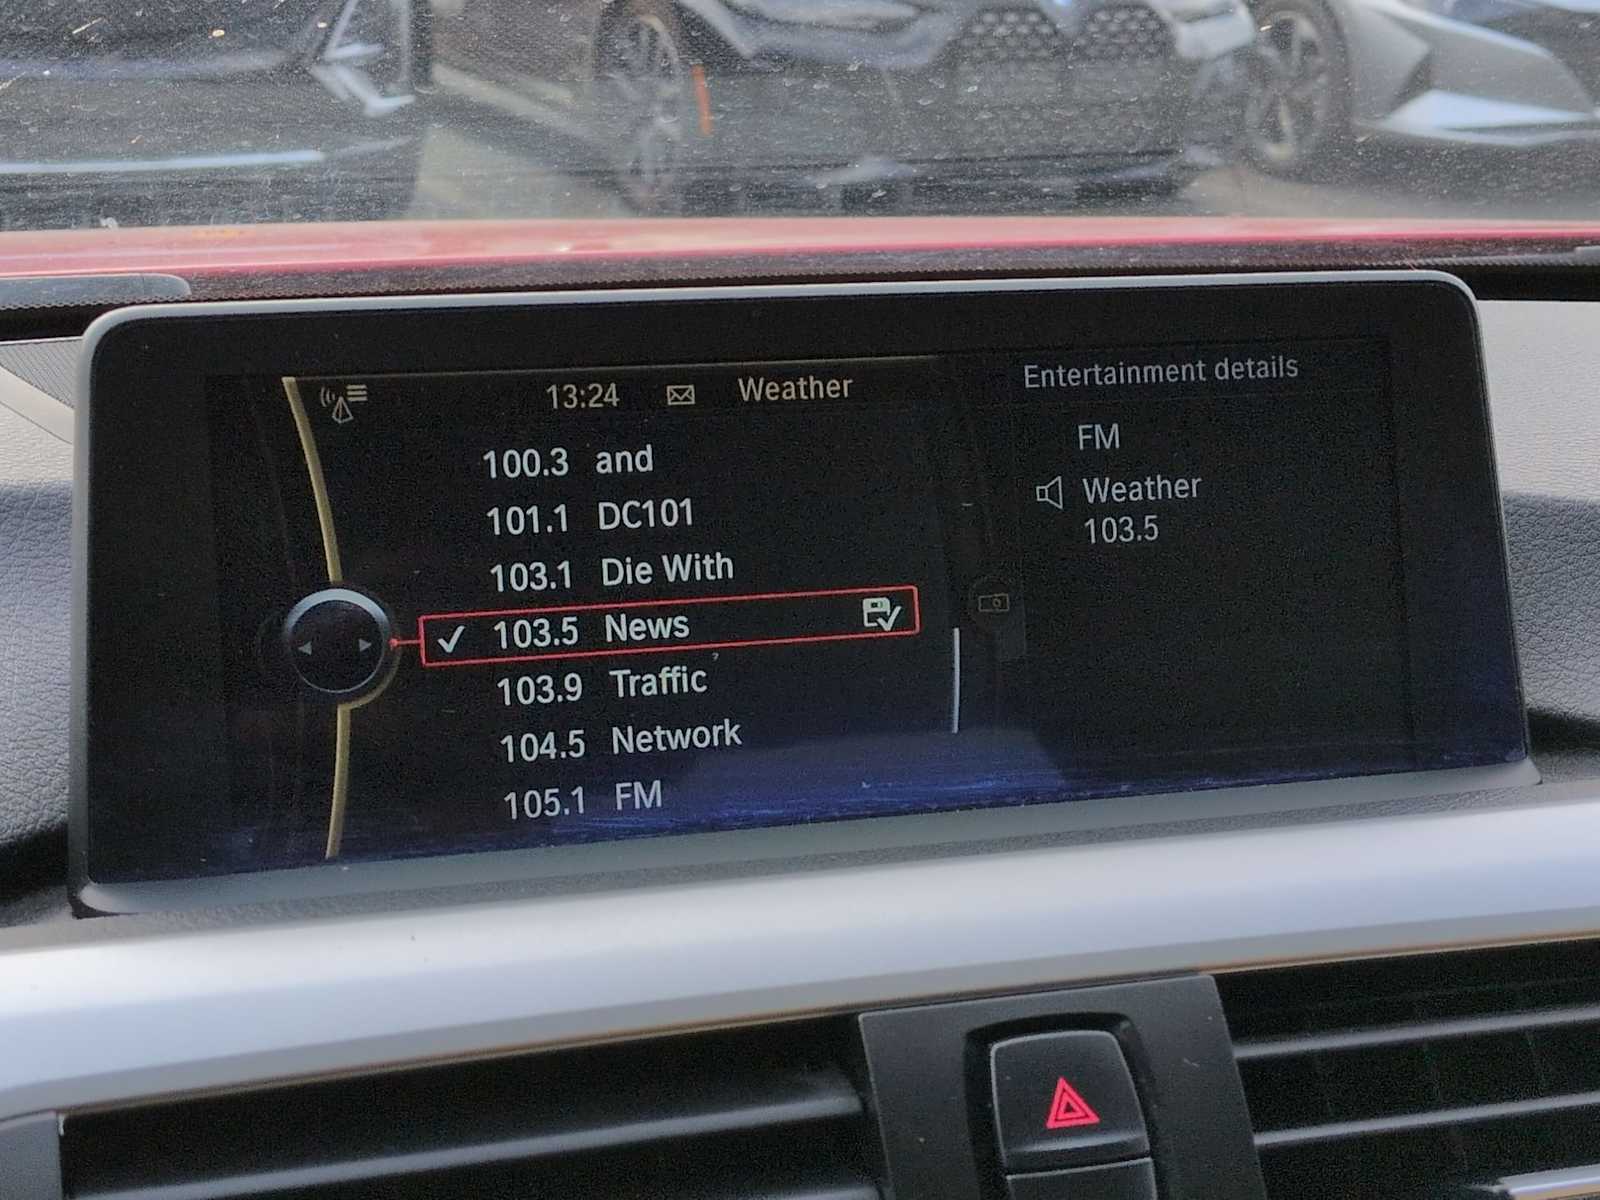 13:24 Weather
100.3 and
101.1 DC101
103.1 Die With
103.5 News
103.9 Traffic
104.5 Network
105.1 FM
Entertainment details
FM
Weather
103.5